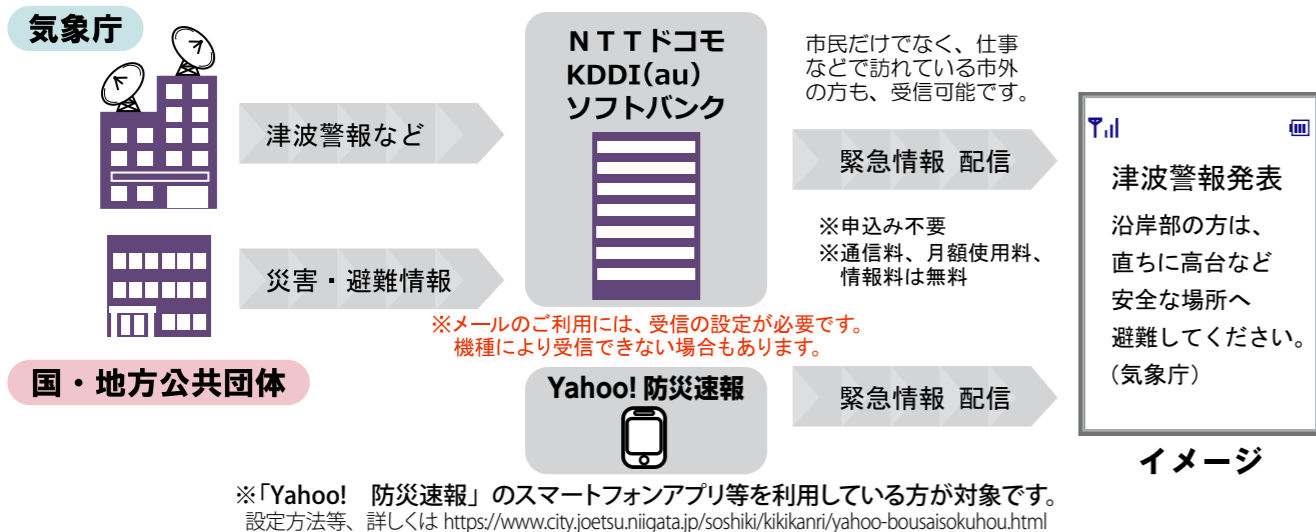 気象庁
津波警報など
災害・避難情報
国・地方公共団体
NTTドコモ
KDDI(au)
ソフトバンク
※メールのご利用には、受信の設定が必要です。
機種により受信できない場合もあります。
Yahoo! 防災速報
市民だけでなく、仕事
などで訪れている市外
の方も、受信可能です。
緊急情報 配信
※申込み不要
※通信料、月額使用料、
情報料は無料
緊急情報 配信
津波警報発表
沿岸部の方は、
直ちに高台など
安全な場所へ
避難してください。
(気象庁)
イメージ
※「Yahoo! 防災速報」のスマートフォンアプリ等を利用している方が対象です。
設定方法等、詳しくは https://www.city.joetsu.niigata.jp/soshiki/kikikanri/yahoo-bousaisokuhou.html